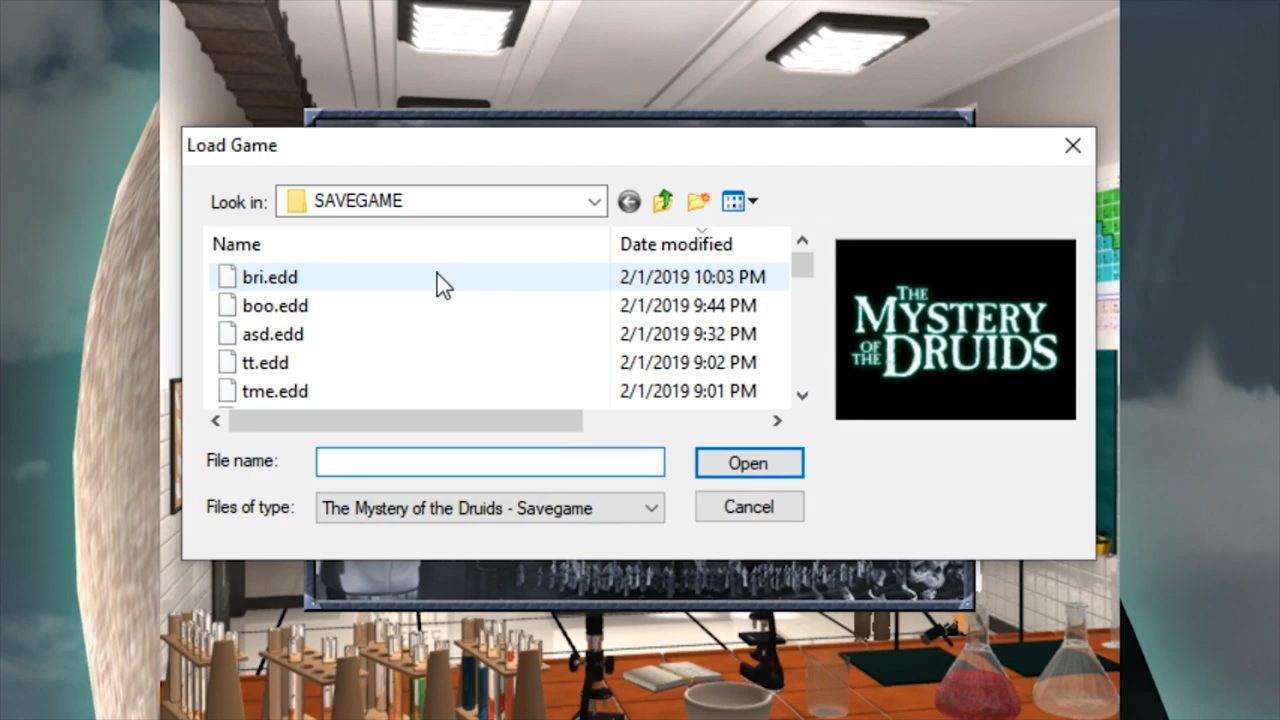 Load Game
Look in: SAVEGAME
Name Date modified
bri.edd 2/1/2019 10:03 PM
boo.edd 2/1/2019 9:44 PM
asd.edd 2/1/2019 9:32 PM
tt.edd 2/1/2019 9:02 PM
tme.edd 2/1/2019 9:01 PM
THE
MYSTERY
OF THE DRUIDS
File name: Open
Files of type: The Mystery of the Druids - Savegame Cancel